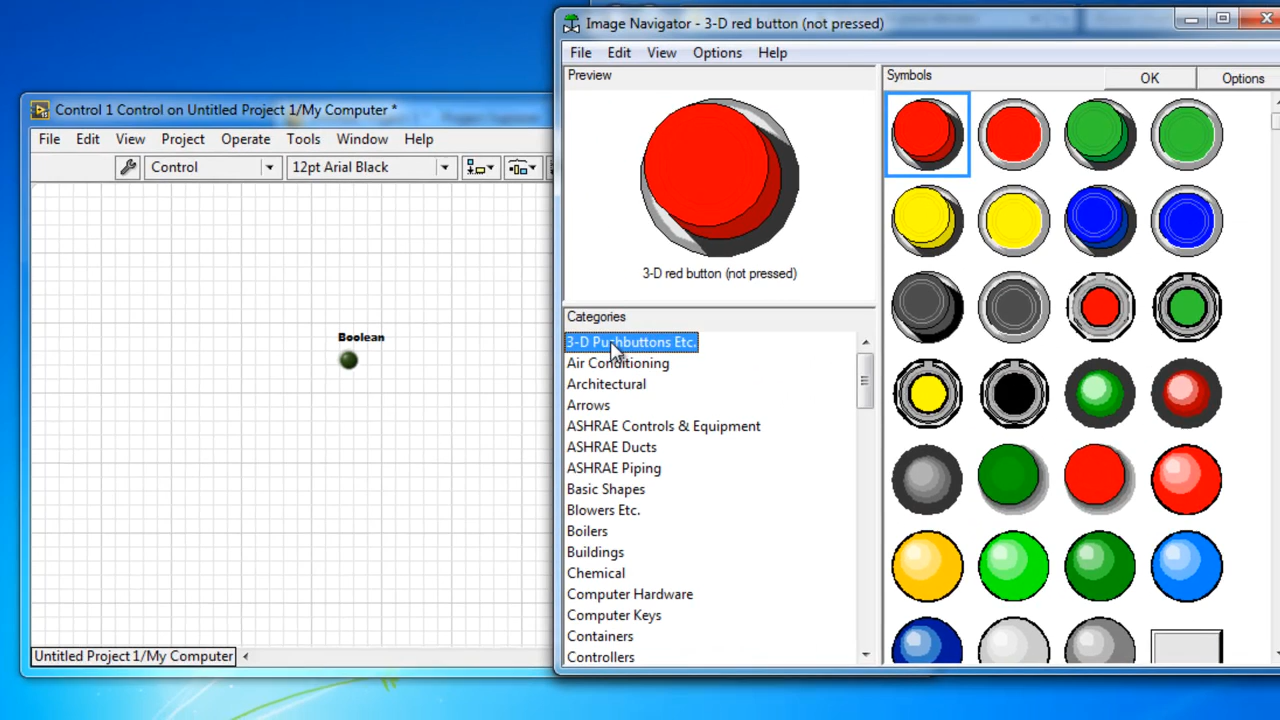 Control 1 Control on Untitled Project 1/My Computer *
File Edit View Project Operate Tools Window Help
Control 12pt Arial Black
Boolean
Untitled Project 1/My Computer
Image Navigator - 3-D red button (not pressed)
File Edit View Options Help
Preview
3-D red button (not pressed)
Categories
3-D Pushbuttons Etc.
Air Conditioning
Architectural
Arrows
ASHRAE Controls & Equipment
ASHRAE Ducts
ASHRAE Piping
Basic Shapes
Blowers Etc.
Boilers
Buildings
Chemical
Computer Hardware
Computer Keys
Containers
Controllers
Symbols
OK
Options